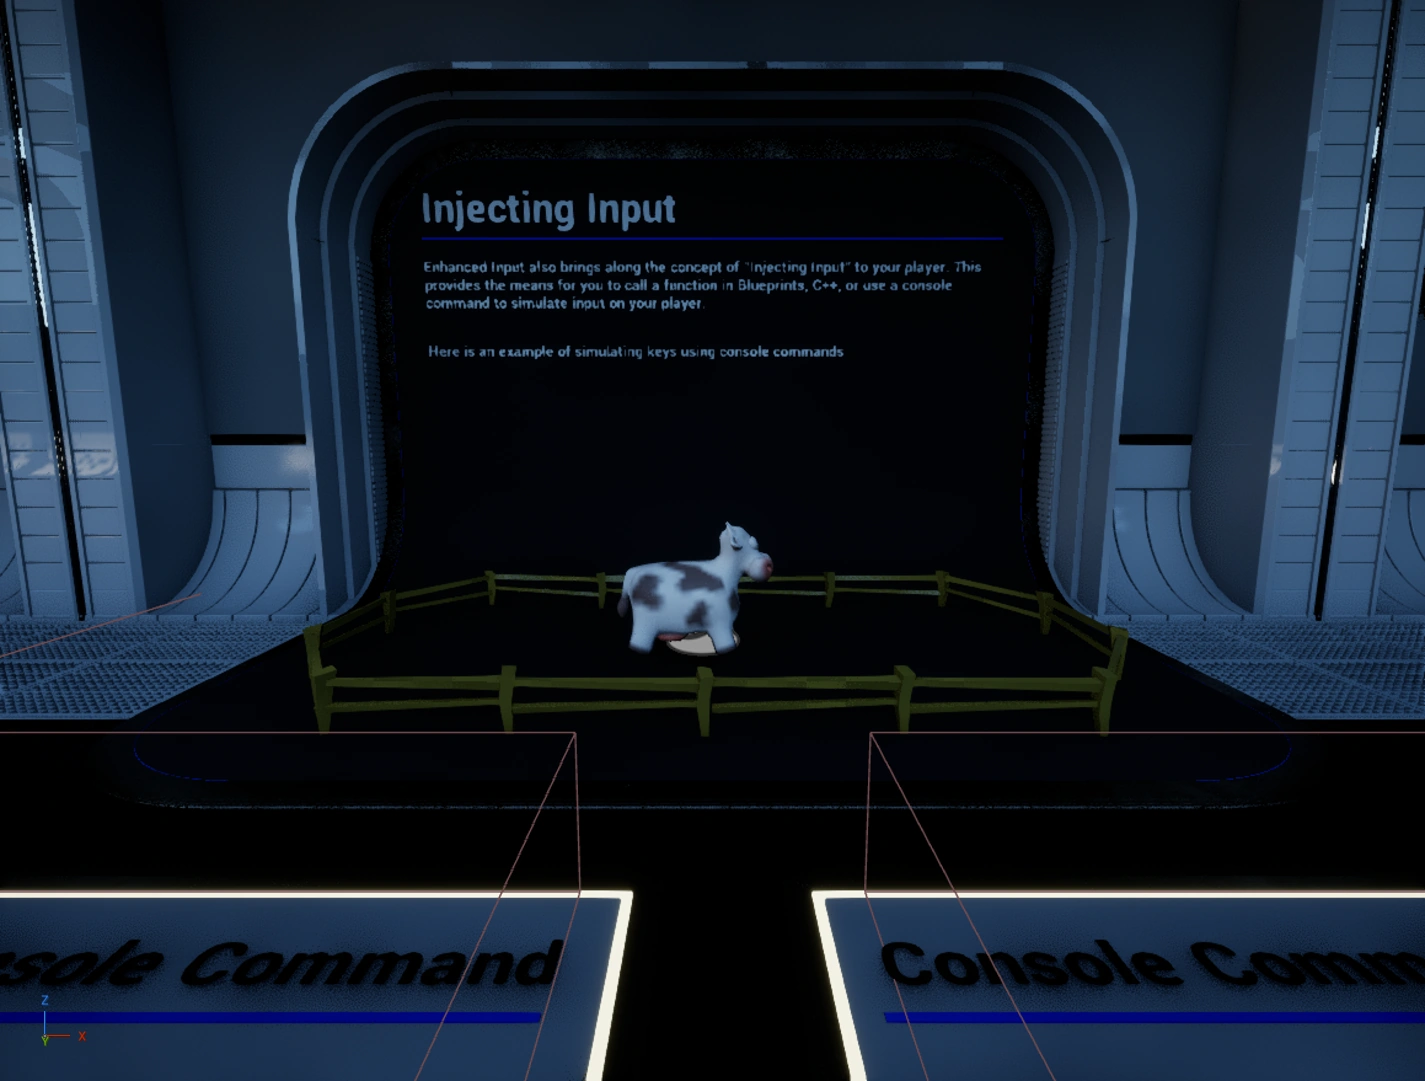 Injecting Input
Enhanced Input also brings along the concept of "Injecting Input" to your player. This
provides the means for you to call a function in Blueprints, C++, or use a console
command to simulate input on your player.
Here is an example of simulating keys using console commands
sole Command
Console Comm
Z
X
Y